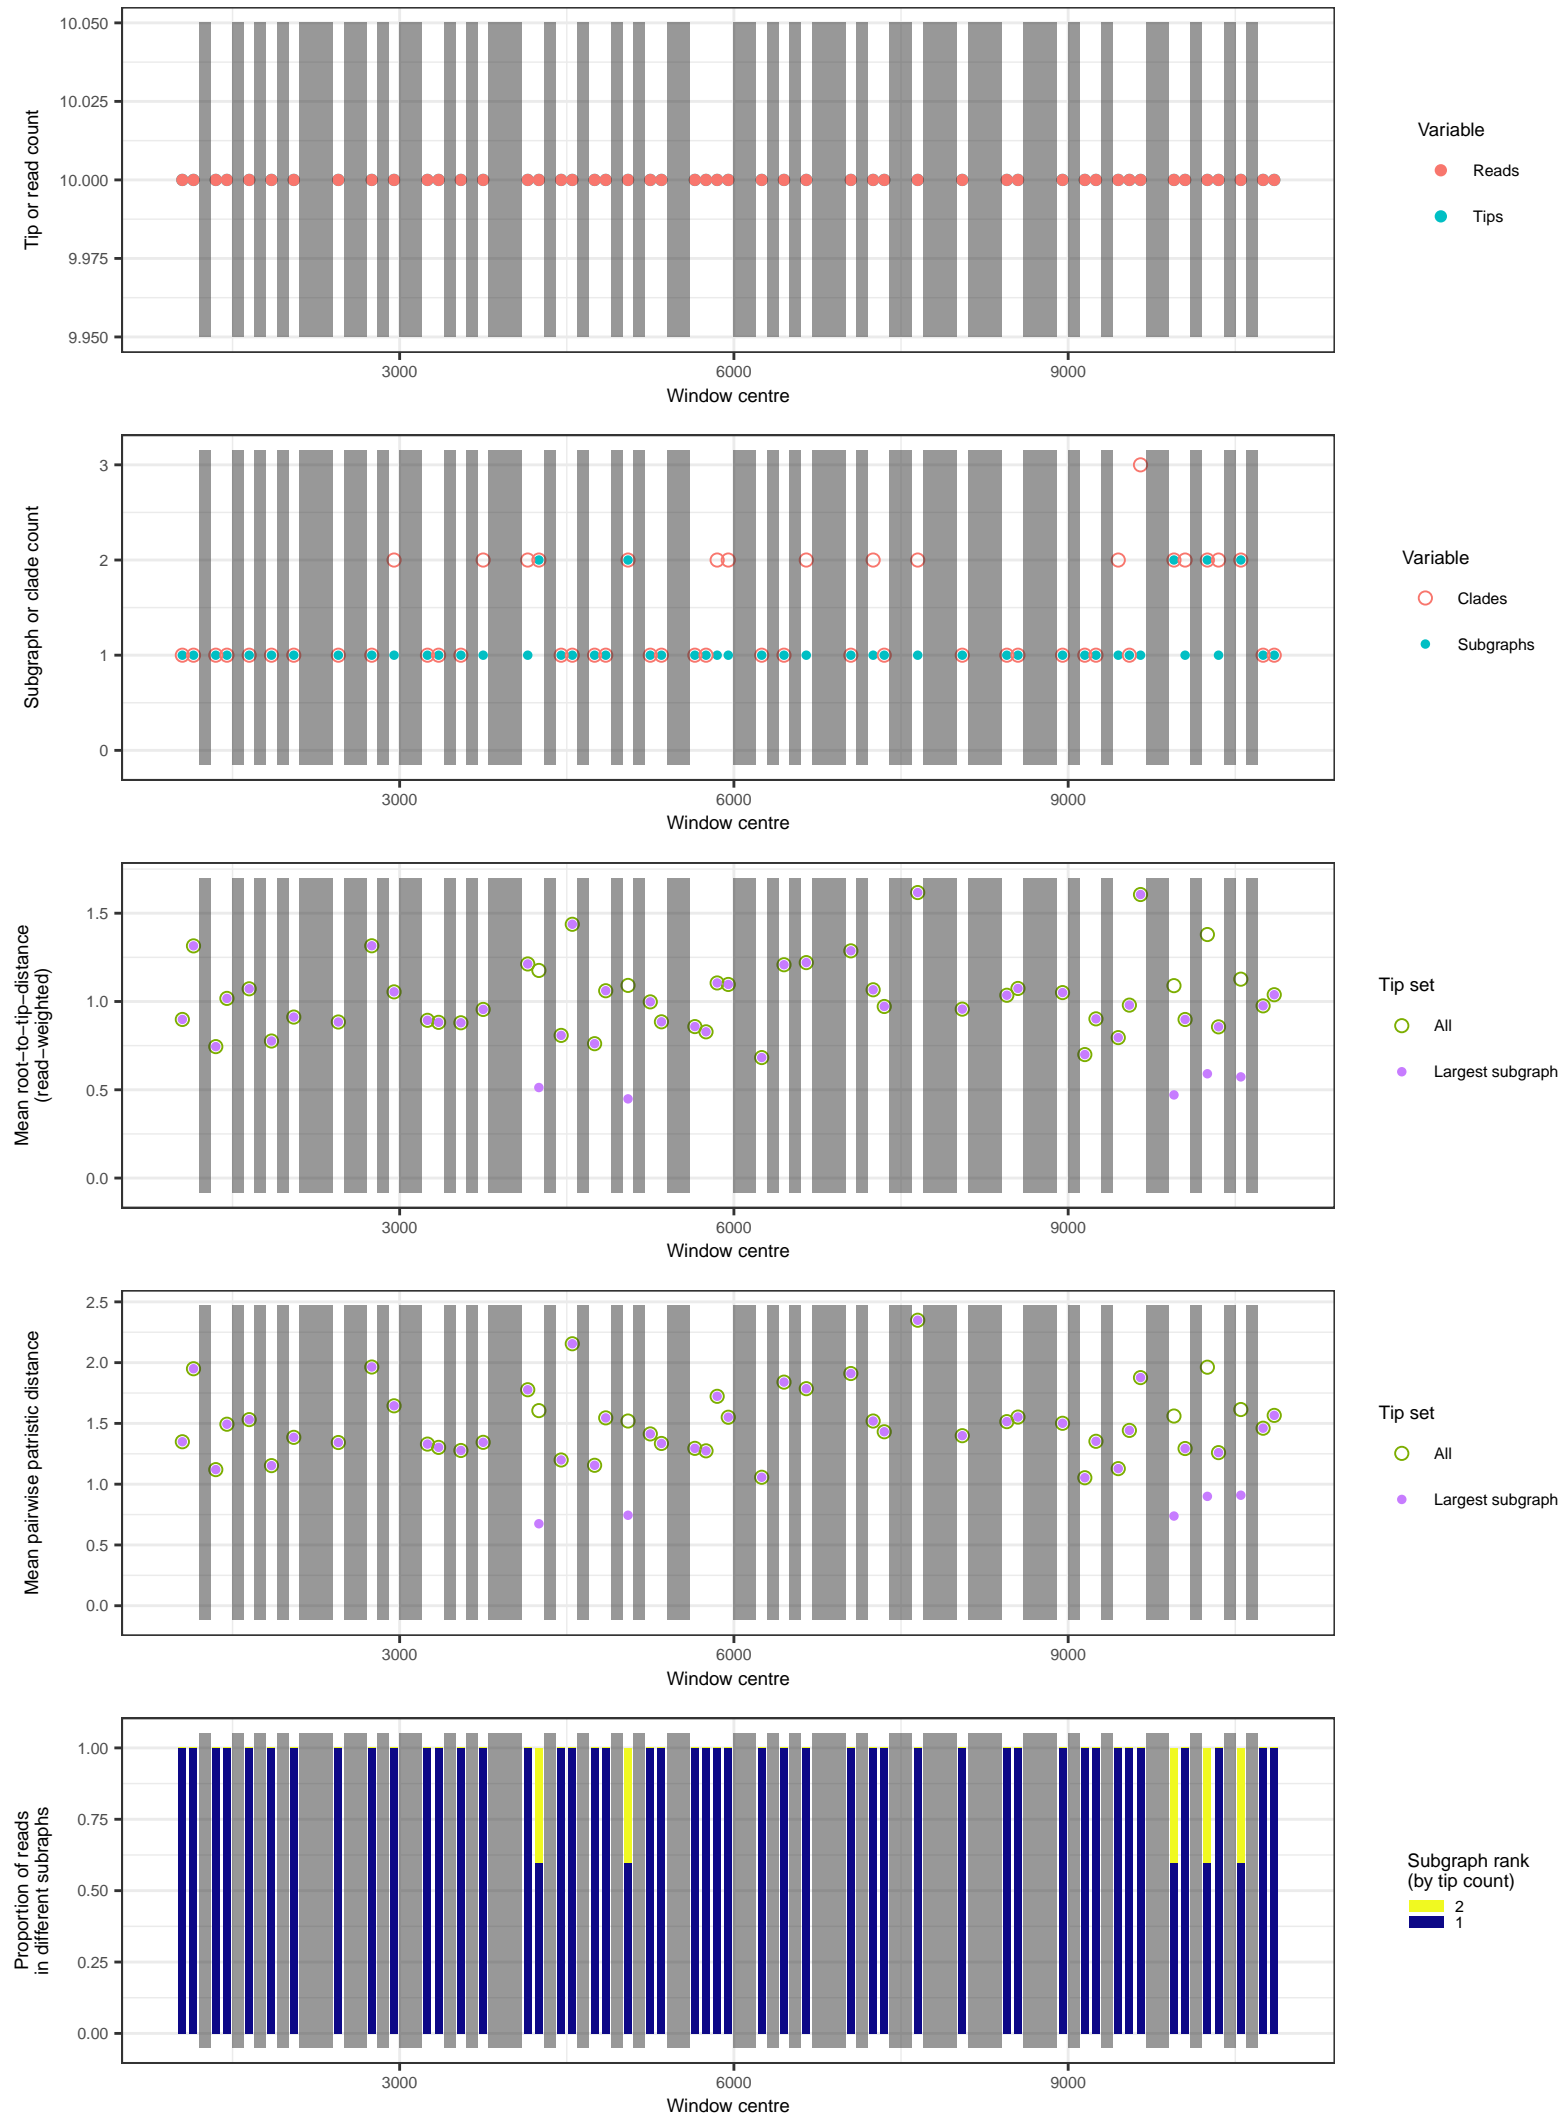 10.050
10.025
10.000
9.975
9.950
Tip or read count
3000 6000 9000
Window centre
Variable
Reads
Tips
3
2
1
0
Subgraph or clade count
3000 6000 9000
Window centre
Variable
Clades
Subgraphs
1.5
1.0
0.5
0.0
Mean root−to−tip−distance
(read−weighted)
3000 6000 9000
Window centre
Tip set
All
Largest subgraph
2.5
2.0
1.5
1.0
0.5
0.0
Mean pairwise patristic distance
3000 6000 9000
Window centre
Tip set
All
Largest subgraph
1.00
0.75
0.50
0.25
0.00
Proportion of reads
in different subraphs
3000 6000 9000
Window centre
Subgraph rank
(by tip count)
2
1